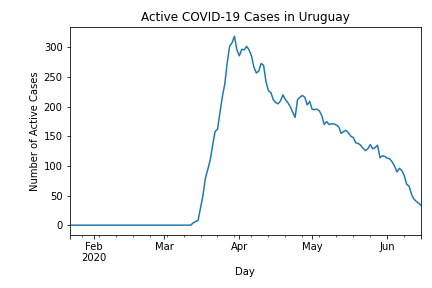 Active COVID-19 Cases in Uruguay
Number of Active Cases
300
250
200
150
100
50
0
Feb
2020
Mar
Apr
May
Jun
Day